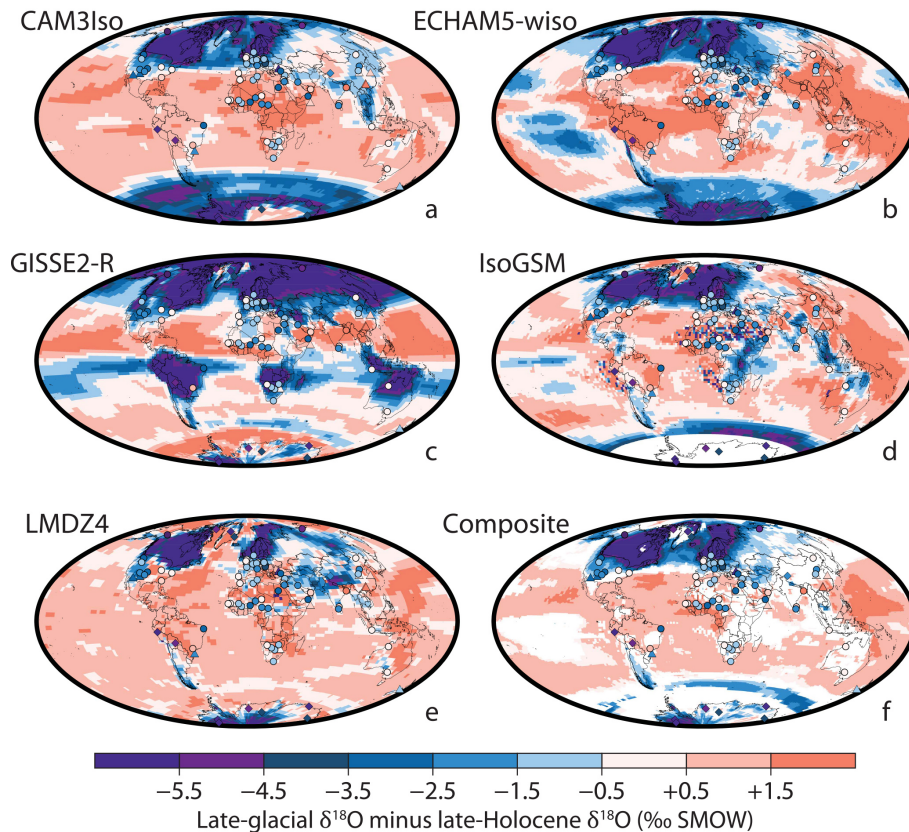 CAM3Iso
ECHAM5-wiso
a
b
GISSE2-R
IsoGSM
c
d
LMDZ4
Composite
e
f
−5.5 −4.5 −3.5 −2.5 −1.5 −0.5 +0.5 +1.5
Late-glacial δ¹⁸O minus late-Holocene δ¹⁸O (‰ SMOW)